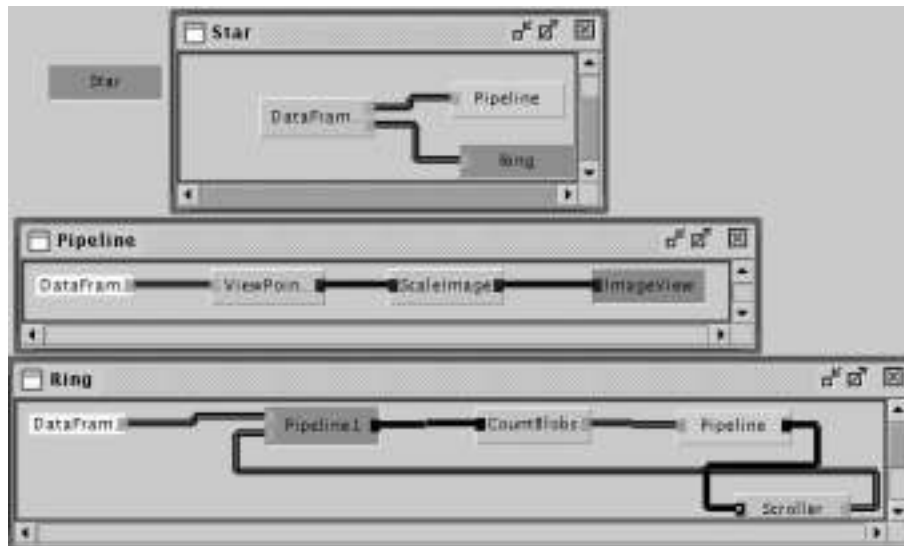 Star
Star
DataFram
Pipeline
Ring
Pipeline
DataFram
ViewPoin
ScaleImage
ImageView
Ring
DataFram
Pipeline1
CountBlobs
Pipeline
Scroller